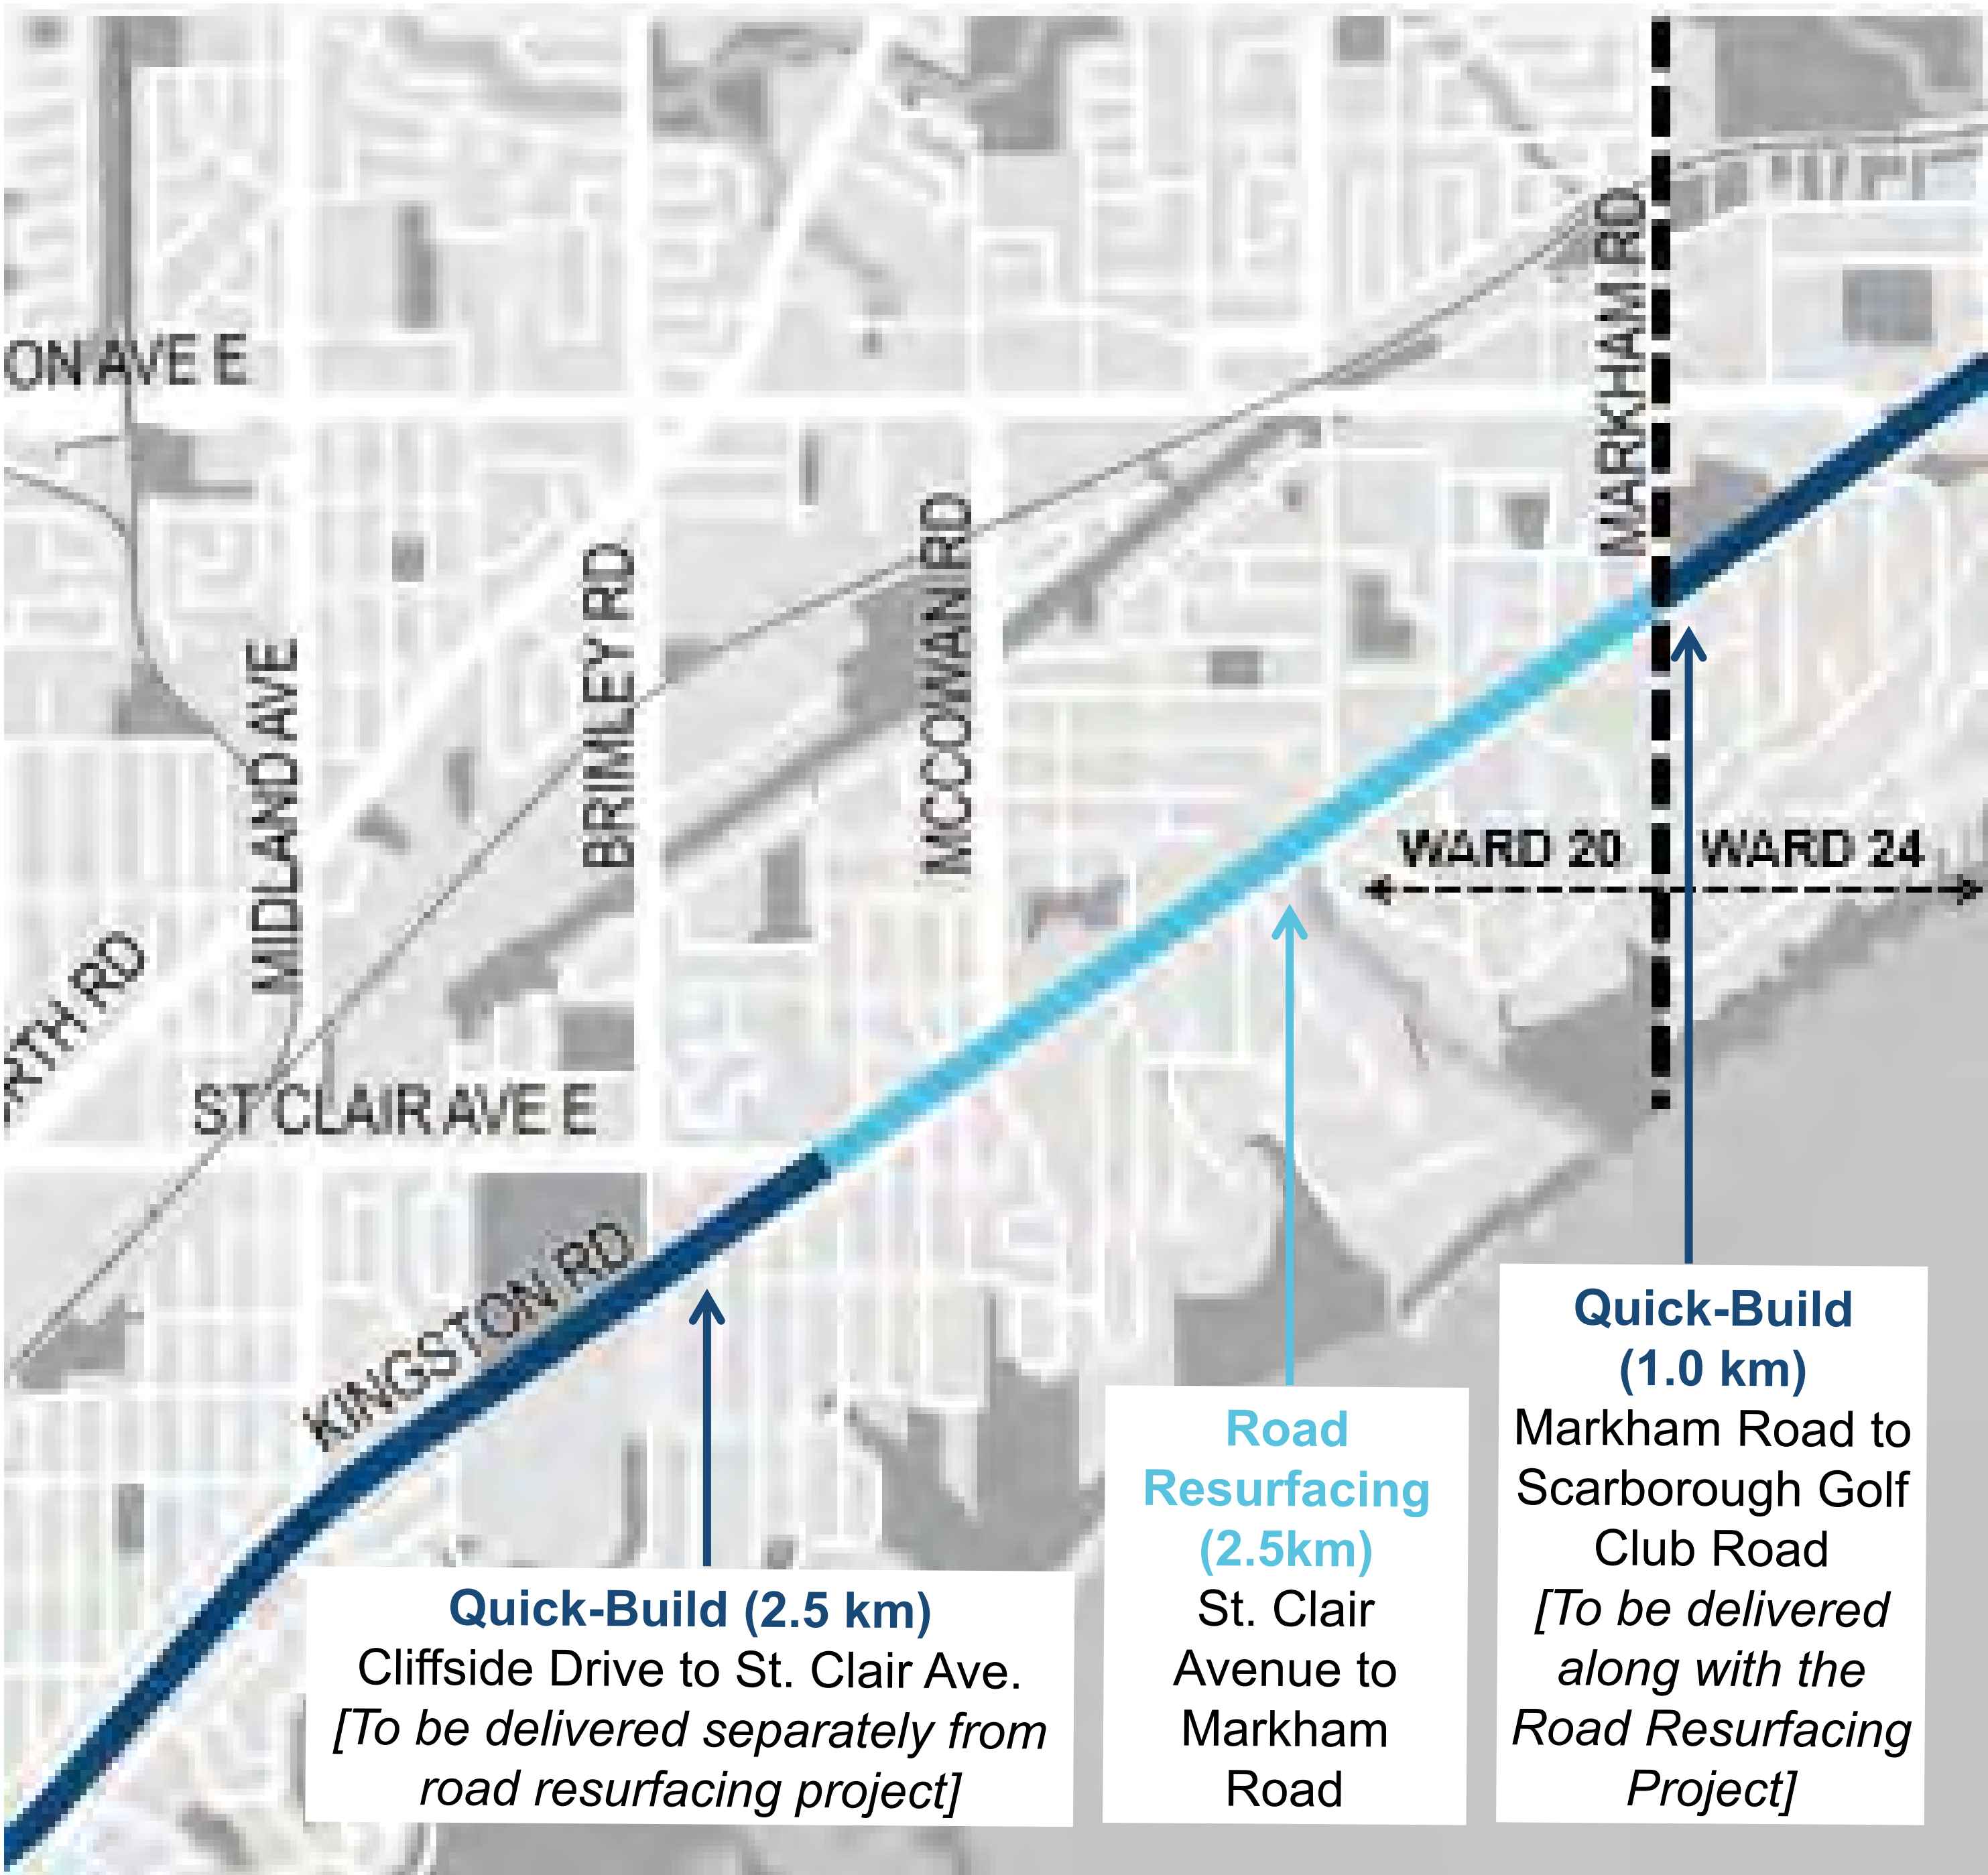 MARKHAM RD
ON AVE E
MCCOWAN RD
BRIMLEY RD
MIDLAND AVE
WARD 20
WARD 24
RTH RD
ST CLAIR AVE E
KINGSTON RD
Quick-Build (2.5 km)
Cliffside Drive to St. Clair Ave.
[To be delivered separately from
road resurfacing project]
Road
Resurfacing
(2.5km)
St. Clair
Avenue to
Markham
Road
Quick-Build
(1.0 km)
Markham Road to
Scarborough Golf
Club Road
[To be delivered
along with the
Road Resurfacing
Project]